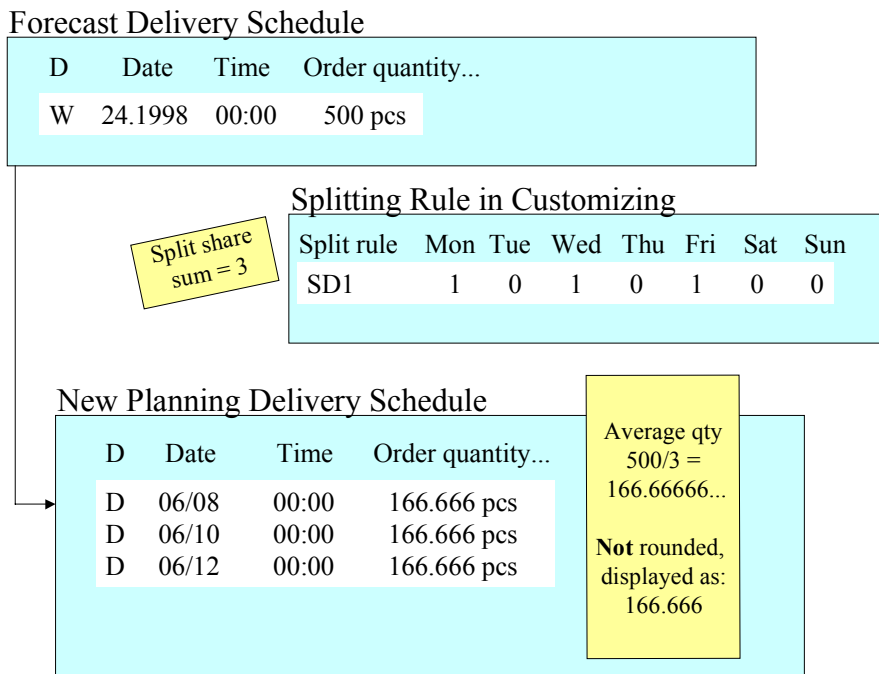 Forecast Delivery Schedule
D Date Time Order quantity...
W 24.1998 00:00 500 pcs
Splitting Rule in Customizing
Split share
sum = 3
Split rule Mon Tue Wed Thu Fri Sat Sun
SD1 1 0 1 0 1 0 0
New Planning Delivery Schedule
D Date Time Order quantity...
D 06/08 00:00 166.666 pcs
D 06/10 00:00 166.666 pcs
D 06/12 00:00 166.666 pcs
Average qty
500/3 =
166.66666...
Not rounded,
displayed as:
166.666